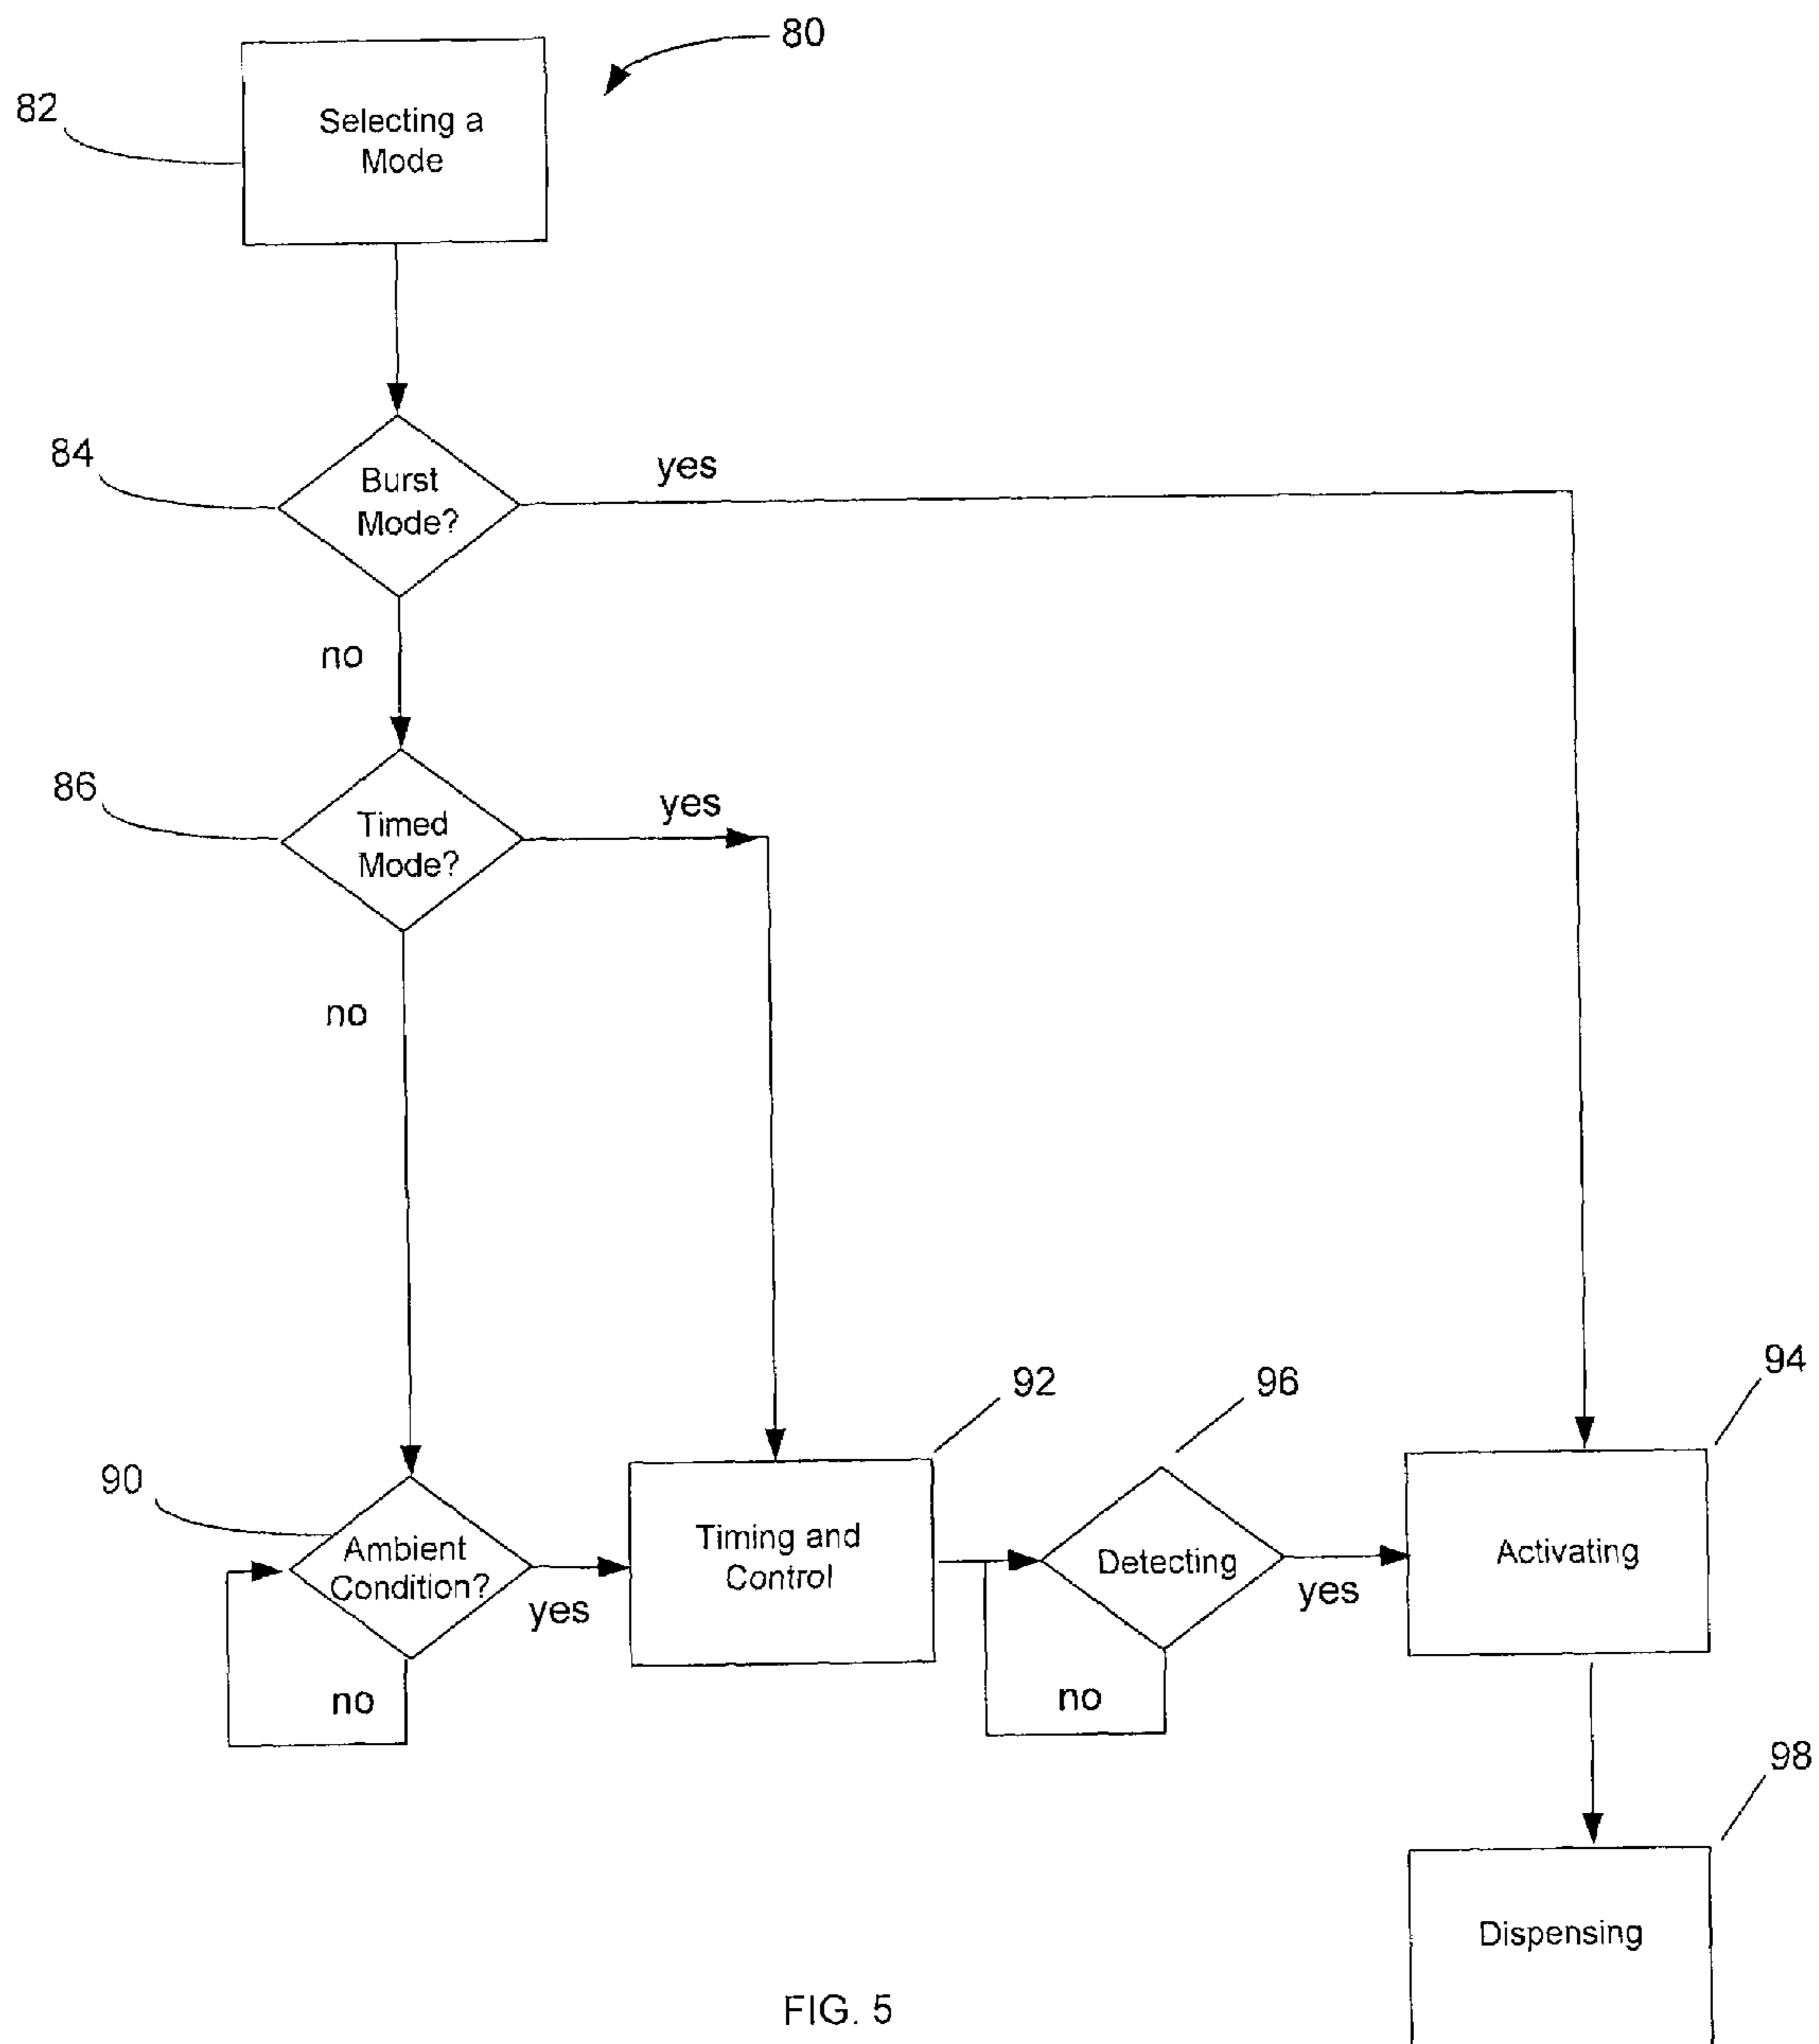 80
82
Selecting a
Mode
84
Burst
Mode?
yes
no
86
Timed
Mode?
yes
no
90
Ambient
Condition?
yes
no
92
Timing and
Control
96
Detecting
yes
no
94
Activating
98
Dispensing
FIG. 5